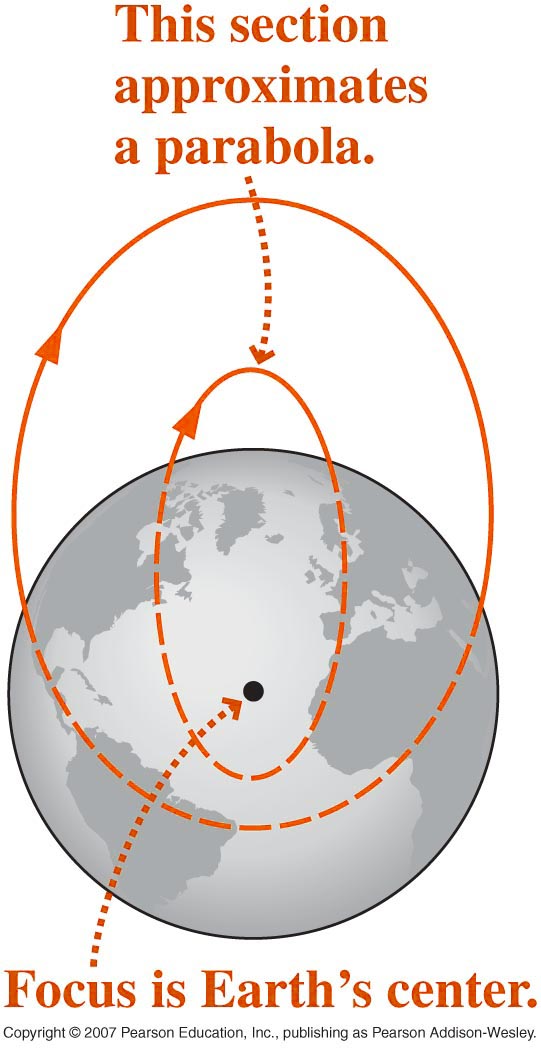 This section
approximates
a parabola.
Focus is Earth's center.
Copyright © 2007 Pearson Education, Inc., publishing as Pearson Addison-Wesley.